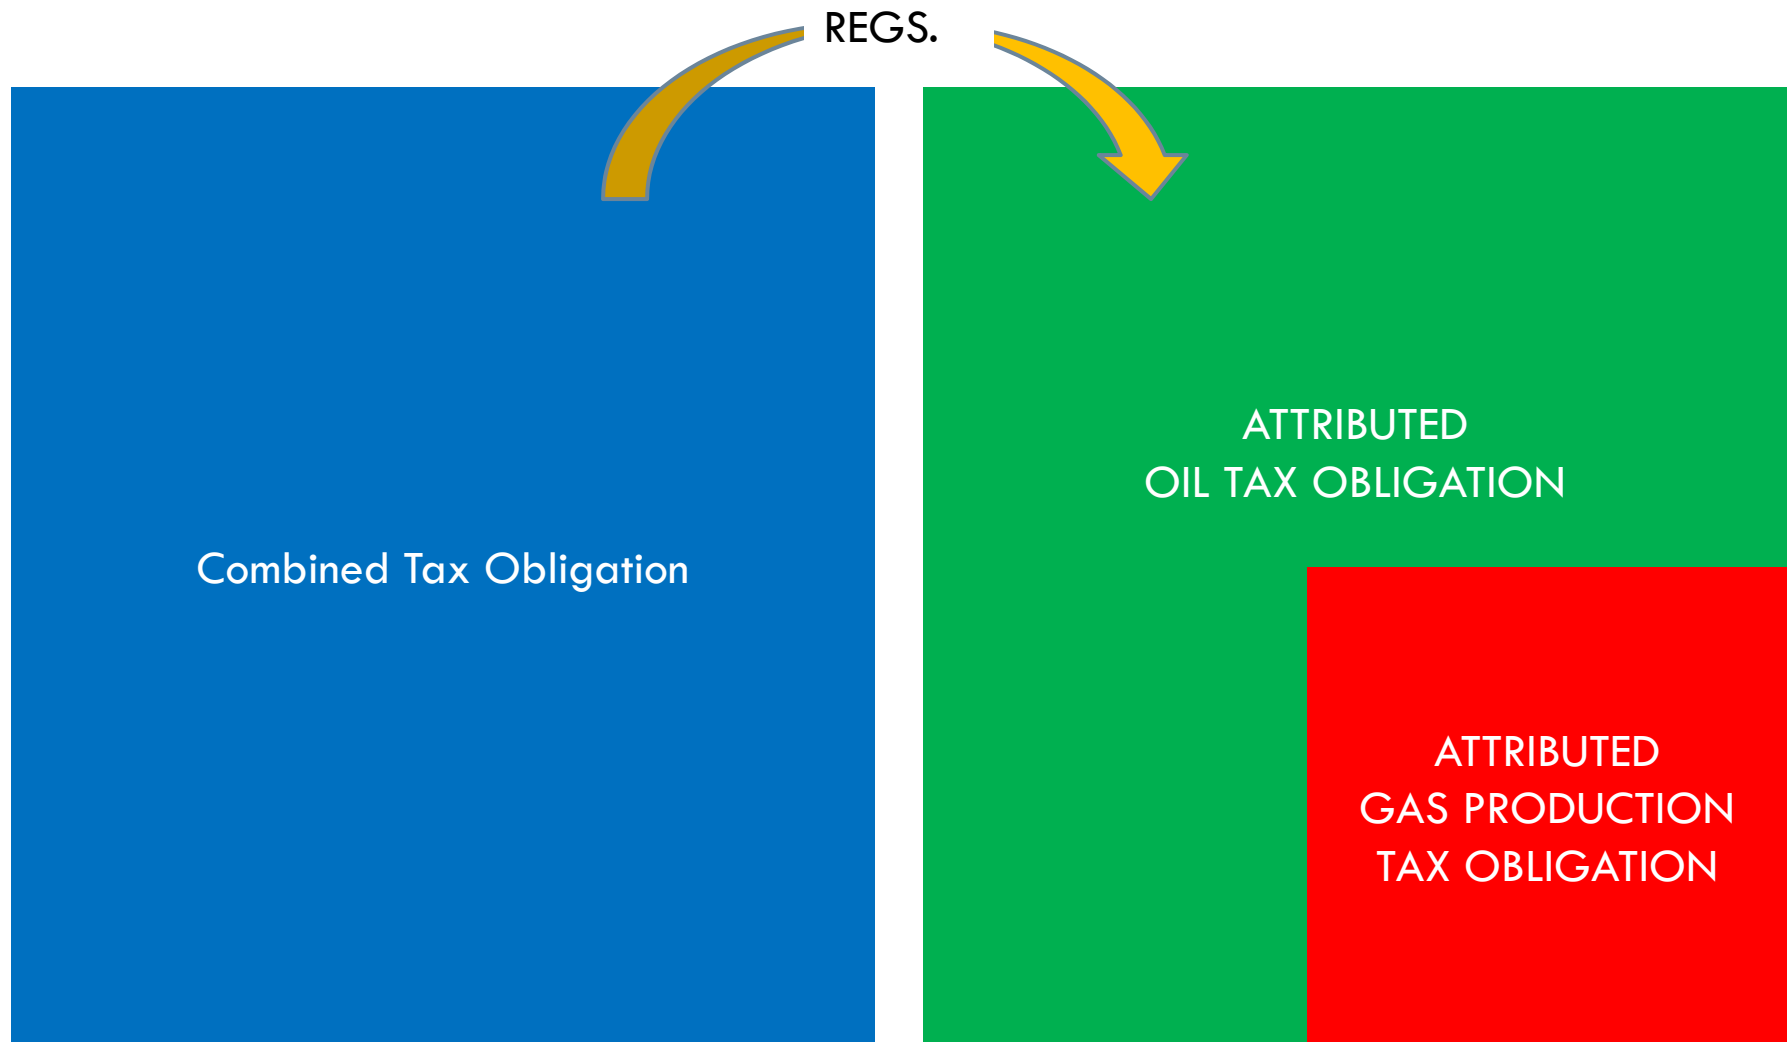 REGS.
Combined Tax Obligation
ATTRIBUTED
OIL TAX OBLIGATION
ATTRIBUTED
GAS PRODUCTION
TAX OBLIGATION